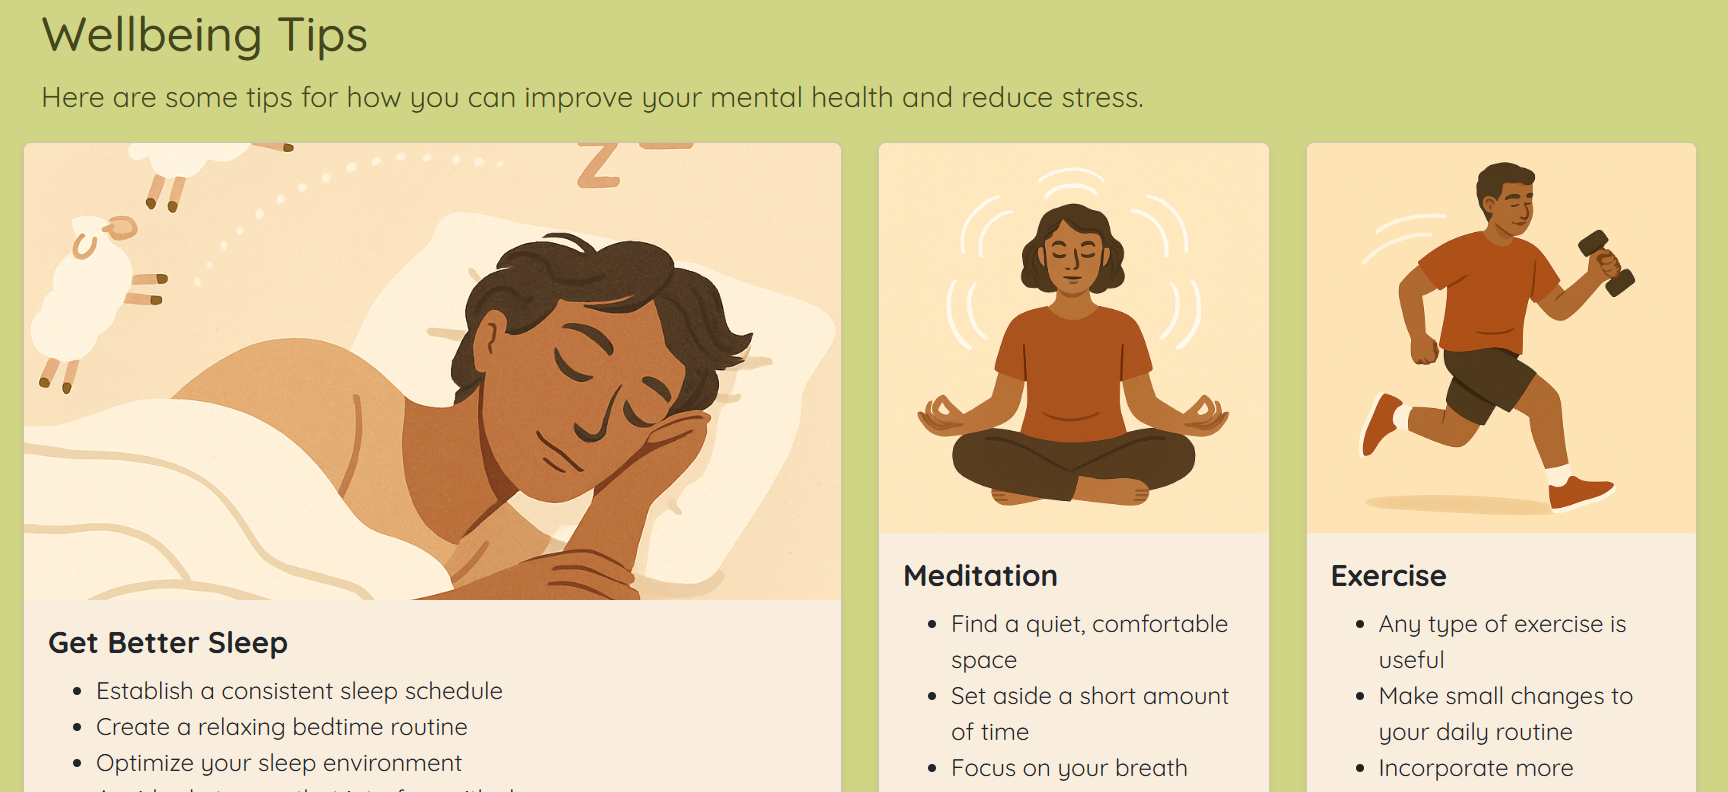 Wellbeing Tips
Here are some tips for how you can improve your mental health and reduce stress.
Z
Get Better Sleep
• Establish a consistent sleep schedule
• Create a relaxing bedtime routine
• Optimize your sleep environment
Meditation
• Find a quiet, comfortable
space
• Set aside a short amount
of time
• Focus on your breath
Exercise
• Any type of exercise is
useful
• Make small changes to
your daily routine
• Incorporate more